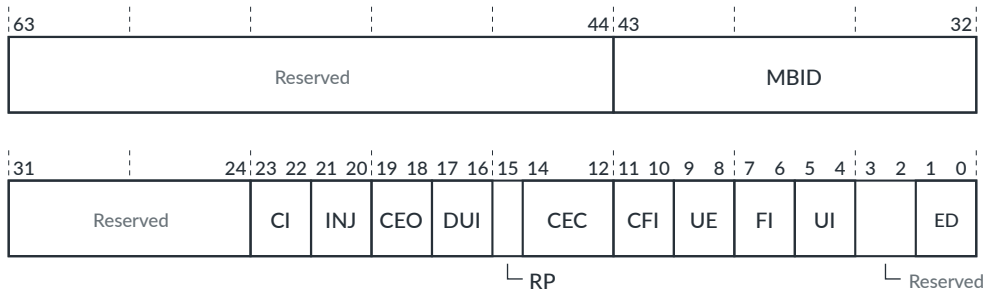 63 44 43 32
Reserved MBID
31 24 23 22 21 20 19 18 17 16 15 14 12 11 10 9 8 7 6 5 4 3 2 1 0
Reserved CI INJ CEO DUI CEC CFI UE FI UI ED
RP Reserved